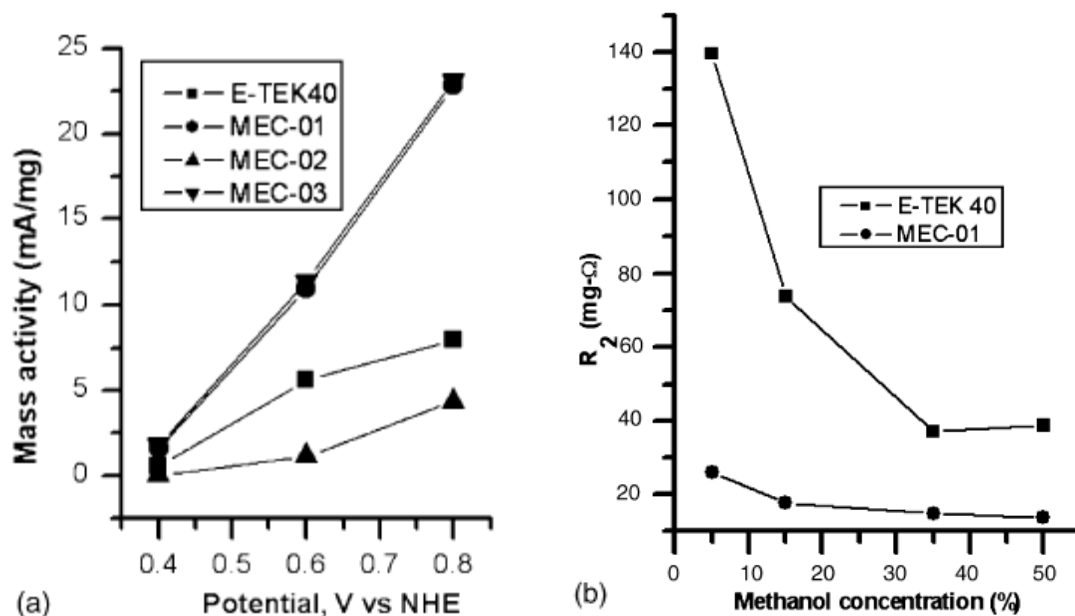 25
20
15
10
5
0
Mass activity (mA/mg)
E-TEK40
MEC-01
MEC-02
MEC-03
0.4 0.5 0.6 0.7 0.8
Potential, V vs NHE
(a)
140
120
100
80
60
40
20
R2 (mg-Ω)
E-TEK 40
MEC-01
0 10 20 30 40 50
Methanol concentration (%)
(b)